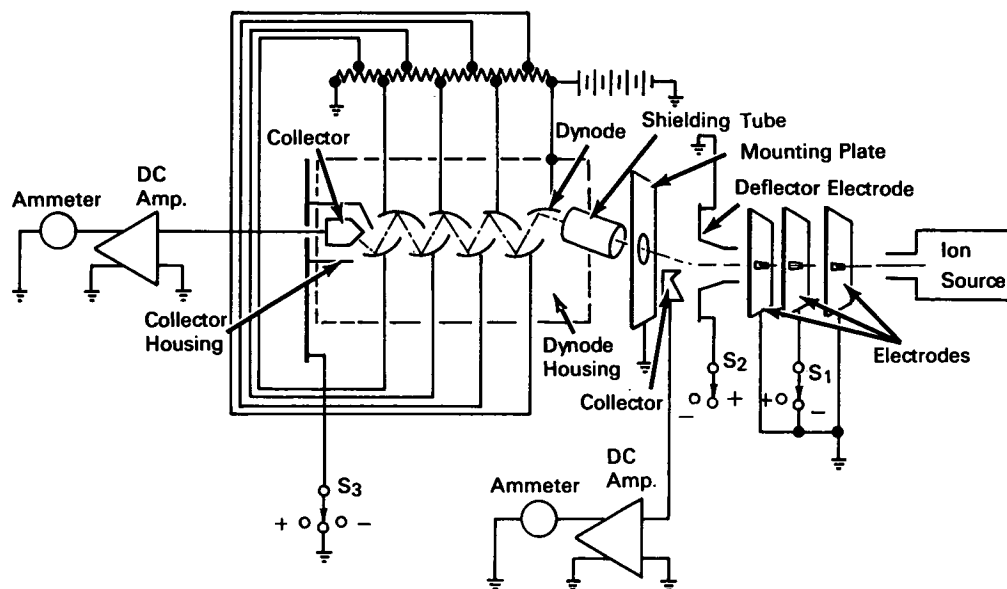 Dynode
Shielding Tube
Collector
Mounting Plate
DC
Amp.
Deflector Electrode
Ammeter
Ion
Source
Collector
Housing
Dynode
Housing
Electrodes
S2
S1
Collector
− +
+ −
DC
Amp.
Ammeter
S3
+ −